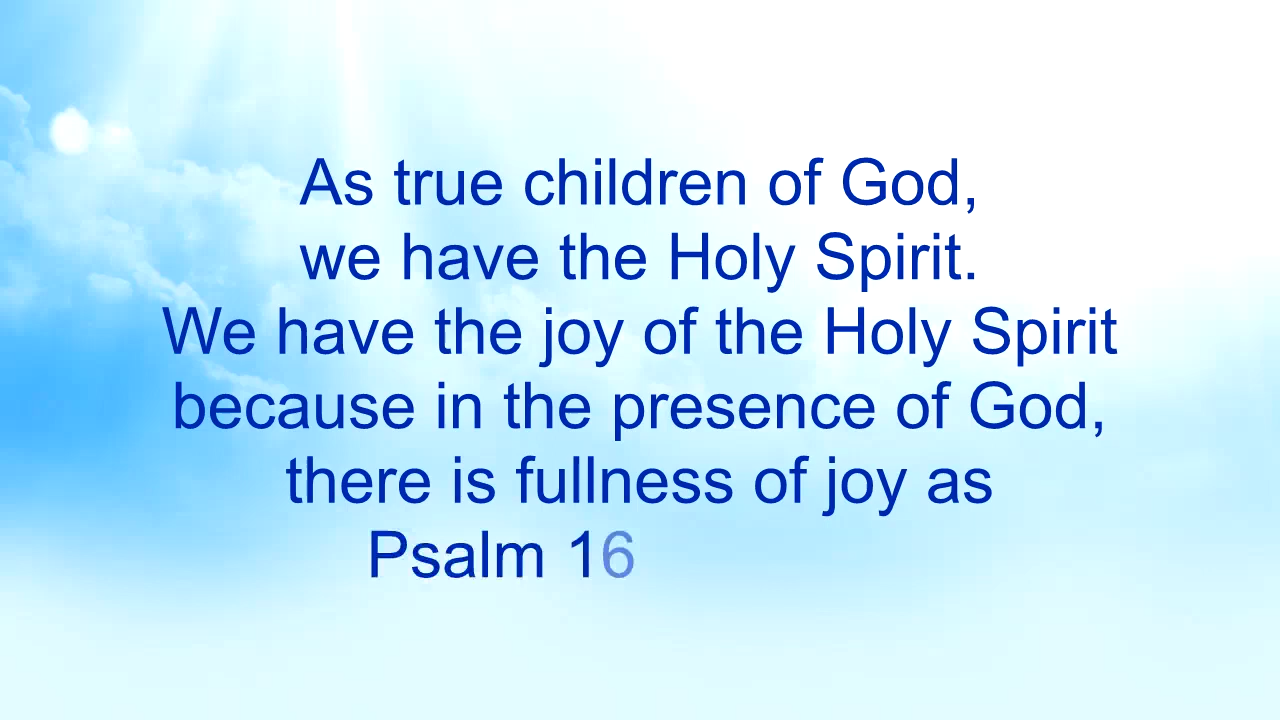 As true children of God,
we have the Holy Spirit.
We have the joy of the Holy Spirit
because in the presence of God,
there is fullness of joy as
Psalm 16